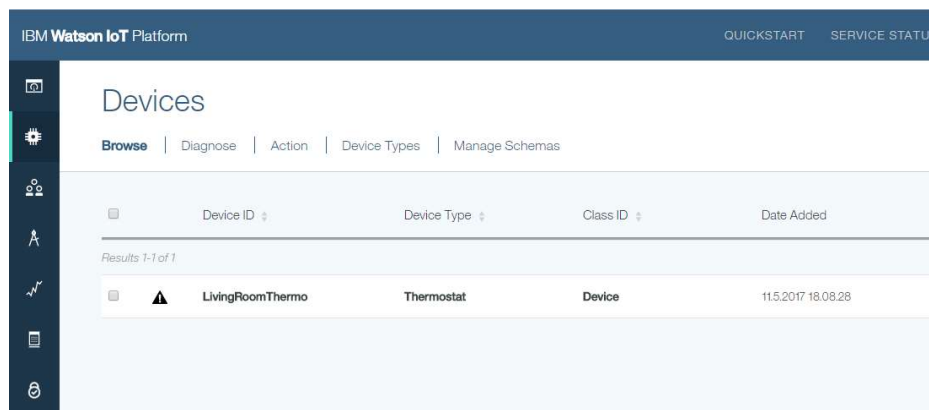 IBM Watson IoT Platform QUICKSTART SERVICE STATU
Devices
Browse Diagnose Action Device Types Manage Schemas
Device ID Device Type Class ID Date Added
Results 1-1 of 1
LivingRoomThermo Thermostat Device 11.5.2017 18.08.28